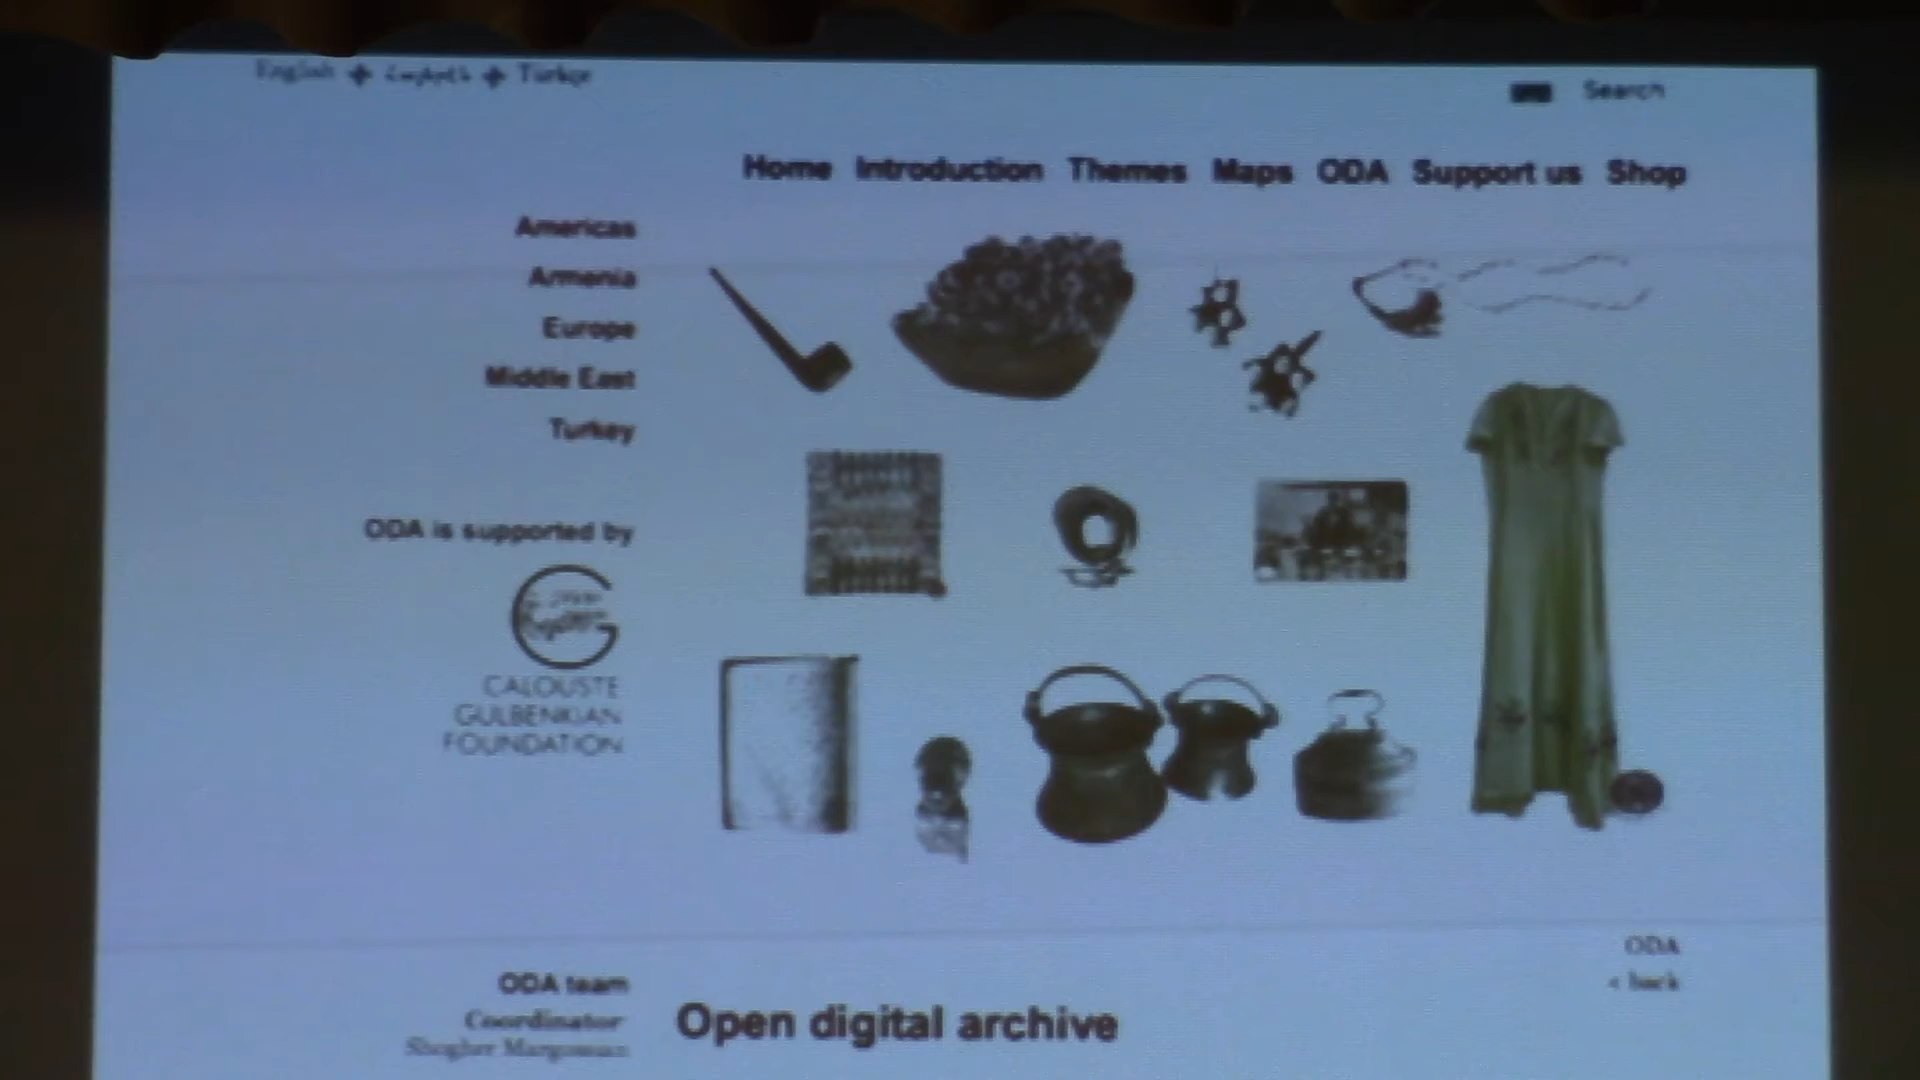 English + Հայերէն + Türkçe
Search
Home Introduction Themes Maps ODA Support us Shop
Americas
Armenia
Europe
Middle East
Turkey
ODA is supported by
CALOUSTE
GULBENKIAN
FOUNDATION
ODA
< back
ODA team
Coordinator
Open digital archive